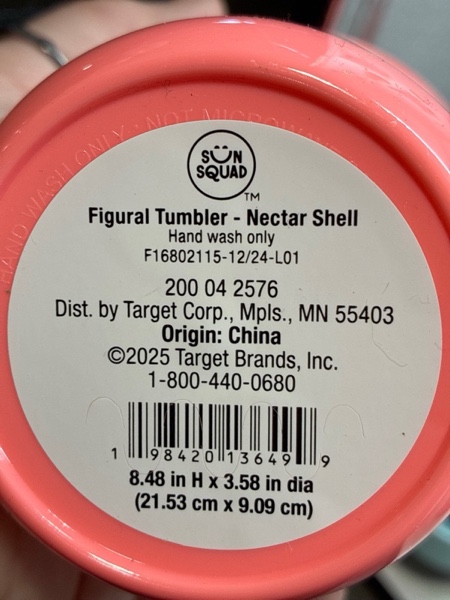 HAND WASH ONLY · NOT MICROWAVE
SUN
SQUAD
TM
Figural Tumbler - Nectar Shell
Hand wash only
F16802115-12/24-L01
200 04 2576
Dist. by Target Corp., Mpls., MN 55403
Origin: China
©2025 Target Brands, Inc.
1-800-440-0680
1 98420 13649 9
8.48 in H x 3.58 in dia
(21.53 cm x 9.09 cm)